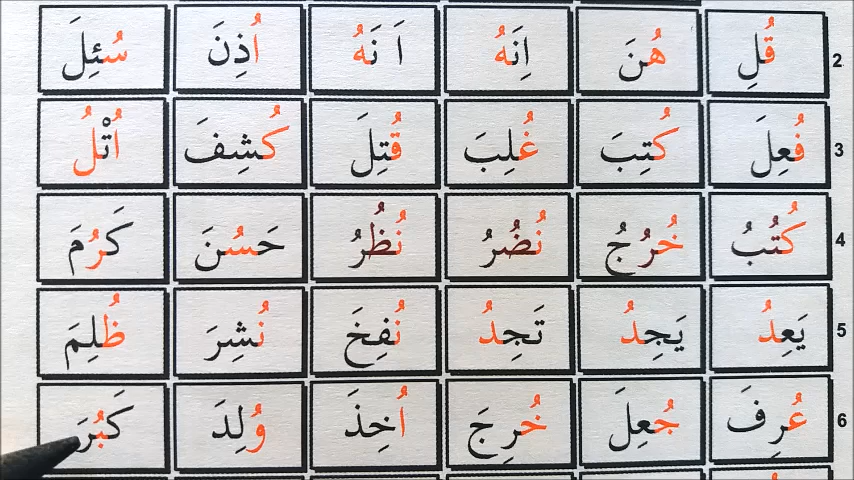 قُلِ هُنَ اِنَهُ اَ نَهُ اُذِنَ سُئِلَ 2
فُعِلَ كُتِبَ غُلِبَ قُتِلَ كُشِفَ اُتْلُ 3
كُتُبُ خُرُجُ نُضُرُ نُظُرُ حَسُنَ كَرُمَ 4
يَعِدُ يَجِدُ تَجِدُ نُفِخَ نُشِرَ ظُلِمَ 5
عُرِفَ جُعِلَ خُرِجَ اُخِذَ وُلِدَ كَبُرَ 6